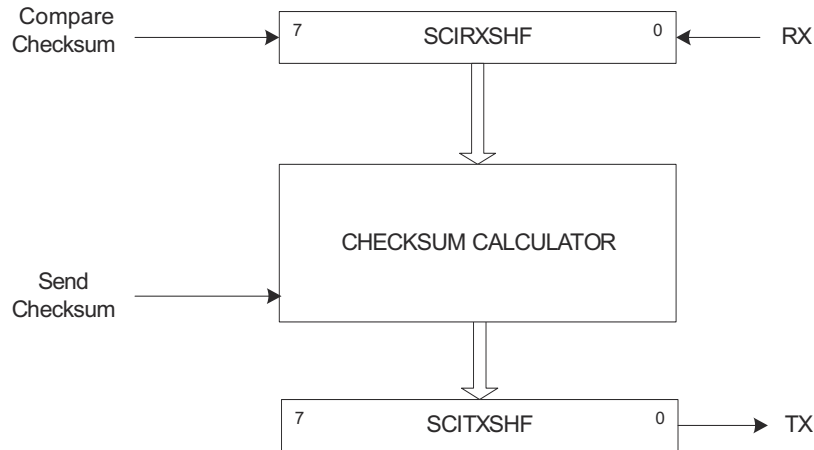 Compare
Checksum
7 SCIRXSHF 0
RX
CHECKSUM CALCULATOR
Send
Checksum
7 SCITXSHF 0
TX